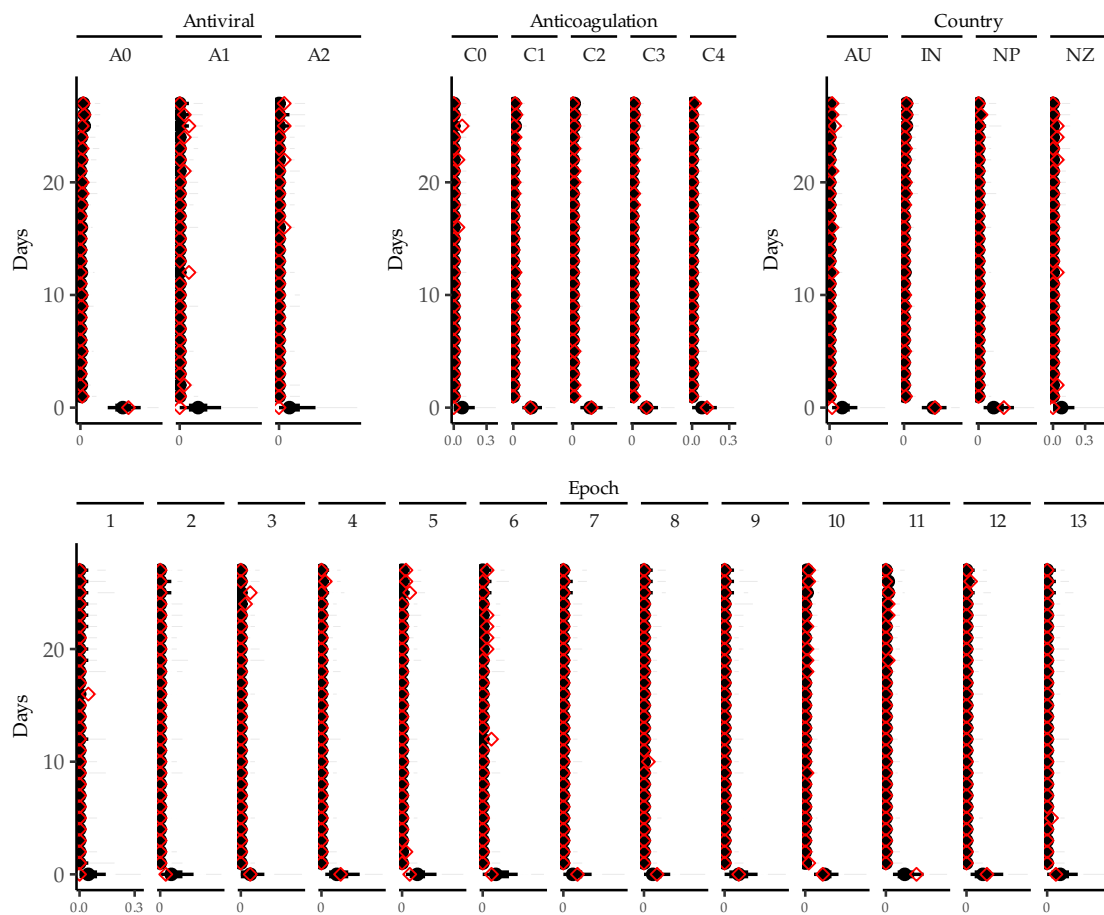 Antiviral Anticoagulation Country
A0 A1 A2 C0 C1 C2 C3 C4 AU IN NP NZ
20 20 20
Days Days Days
10 10 10
0 0 0
0 0 0 0.0 0.3 0 0 0 0.0 0.3 0 0 0 0.0 0.3
Epoch
1 2 3 4 5 6 7 8 9 10 11 12 13
20
Days
10
0
0.0 0.3 0 0 0 0 0 0 0 0 0 0 0 0